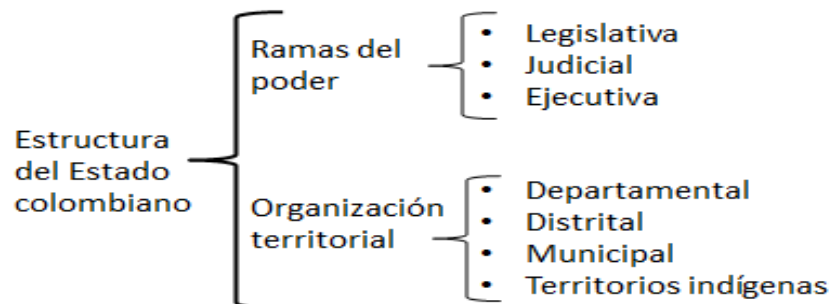 Estructura
del Estado
colombiano
Ramas del
poder
• Legislativa
• Judicial
• Ejecutiva
Organización
territorial
• Departamental
• Distrital
• Municipal
• Territorios indígenas